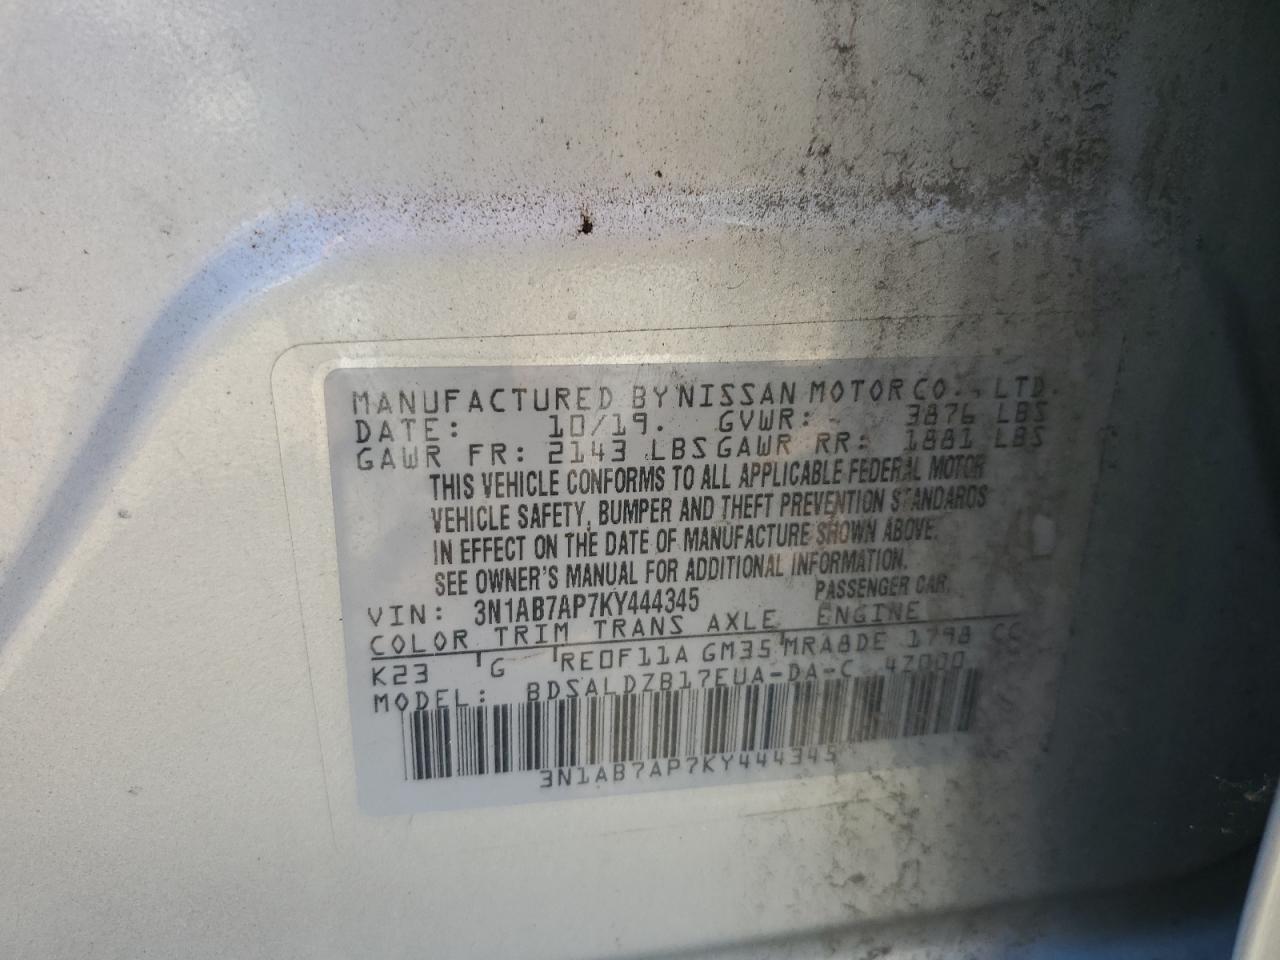 MANUFACTURED BY NISSAN MOTOR CO., LTD.
DATE: 10/19. GVWR: 3876 LBS
GAWR FR: 2143 LBS GAWR RR: 1881 LBS
THIS VEHICLE CONFORMS TO ALL APPLICABLE FEDERAL MOTOR
VEHICLE SAFETY, BUMPER AND THEFT PREVENTION STANDARDS
IN EFFECT ON THE DATE OF MANUFACTURE SHOWN ABOVE.
SEE OWNER'S MANUAL FOR ADDITIONAL INFORMATION.
VIN: 3N1AB7AP7KY444345 PASSENGER CAR
COLOR TRIM TRANS AXLE ENGINE
K23 G RE0F11A GM35 MRA8DE 1798 CC
MODEL: BDSALDZB17EUA-DA-C 4Z000
3N1AB7AP7KY444345